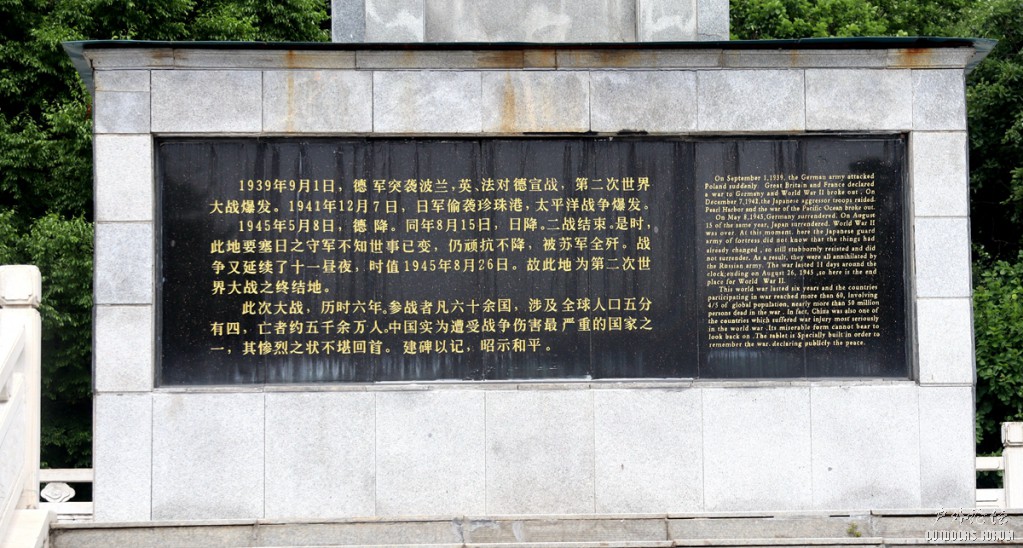 1939年9月1日，德 军突袭波兰，英、法对德宣战，第二次世界
大战爆发。1941年12月7日，日军偷袭珍珠港，太平洋战争爆发。
1945年5月8日，德 降。同年8月15日，日降。二战结束。是时，
此地要塞日之守军不知世事已变，仍顽抗不降，被苏军全歼。战
争又延续了十一昼夜，时值1945年8月26日。故此地为第二次世
界大战之终结地。
此次大战，历时六年。参战者凡六十余国，涉及全球人口五分
有四，亡者约五千余万人。中国实为遭受战争伤害最 严重的国家之
一，其惨烈之状不堪回首。 建碑以记，昭示和平。
On September 1,1939, the German army attacked
Poland suddenly. Great Britain and France declared
a war to Germany and World War II broke out . On
December 7,1942,the Japanese aggressor troops raided
Pearl Harbor and the war of the Pacific Ocean broke out.
On May 8,1945,Germany surrendered. On August
15 of the same year, Japan surrendered. World War II
was over. At this moment, here the Japanese guard
army of fortress did not know that the things had
already changed , so still stubbornly resisted and did
not surrender. As a result, they were all annihilated by
the Russian army. The war lasted 11 days around the
clock;ending on August 26, 1945 ,so here is the end
place for World War II.
This world war lasted six years and the countries
participating in war reached more than 60, Involving
4/5 of global population, nearly more than 50 million
persons dead in the war . In fact, China was also one of
the countries which suffered war injury most seriously
in the world war .Its miserable form cannot bear to
look back on .The tablet is Specially built in order to
remember the war, declaring publicly the peace.